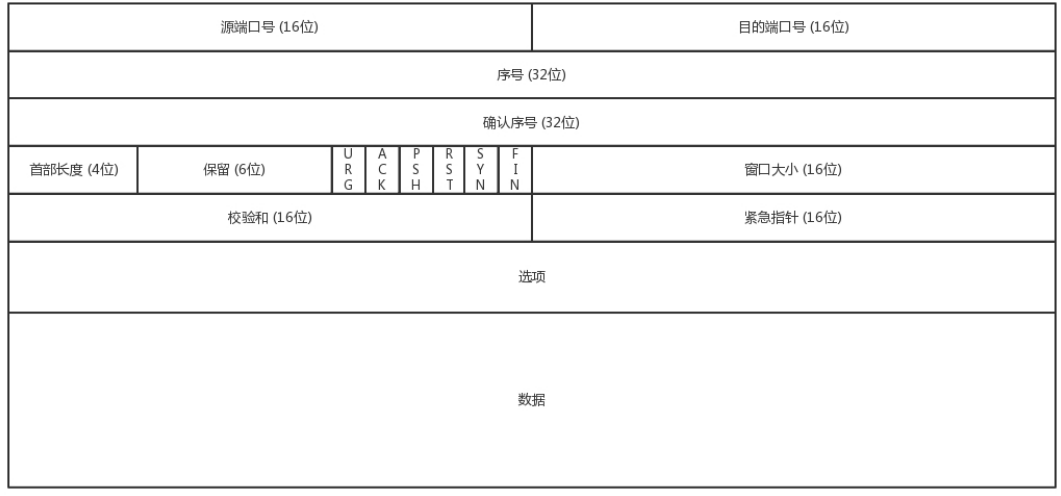 源端口号 (16位) 目的端口号 (16位)
序号 (32位)
确认序号 (32位)
首部长度 (4位) 保留 (6位) URG ACK PSH RST SYN FIN 窗口大小 (16位)
校验和 (16位) 紧急指针 (16位)
选项
数据